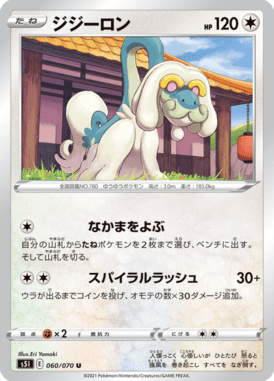 たね ジジーロン HP120
全国図鑑NO.780 ゆうゆうポケモン 高さ:3.0m 重さ:185.0kg
なかまをよぶ
自分の山札からたねポケモンを2枚まで選び、ベンチに出す。
そして山札を切る。
スパイラルラッシュ 30+
ウラが出るまでコインを投げ、オモテの数×30ダメージ追加。
弱点 ×2 抵抗力 にげる
Illus.Eri Yamaki
s5I E 060/070 U
©2021 Pokémon/Nintendo/Creatures/GAME FREAK.